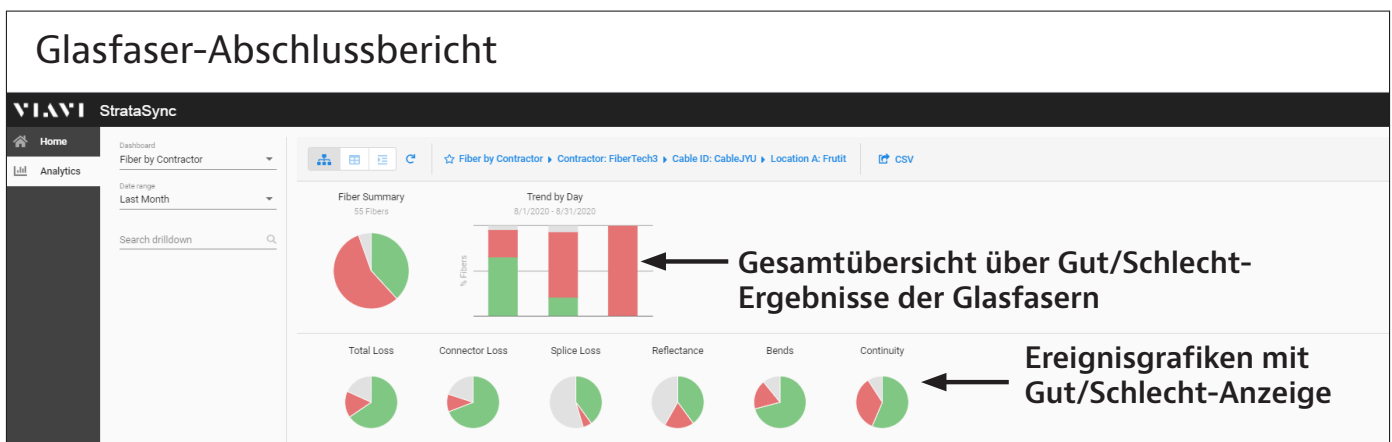 Glasfaser-Abschlussbericht
VIAVI StrataSync
Home
Analytics
Dashboard
Fiber by Contractor
Date range
Last Month
Search drilldown
Fiber by Contractor Contractor: FiberTech3 Cable ID: CableJYU Location A: Frutit CSV
Fiber Summary
55 Fibers
Trend by Day
8/1/2020 - 8/31/2020
% Fibers
Gesamtübersicht über Gut/Schlecht-
Ergebnisse der Glasfasern
Total Loss Connector Loss Splice Loss Reflectance Bends Continuity
Ereignisgrafiken mit
Gut/Schlecht-Anzeige